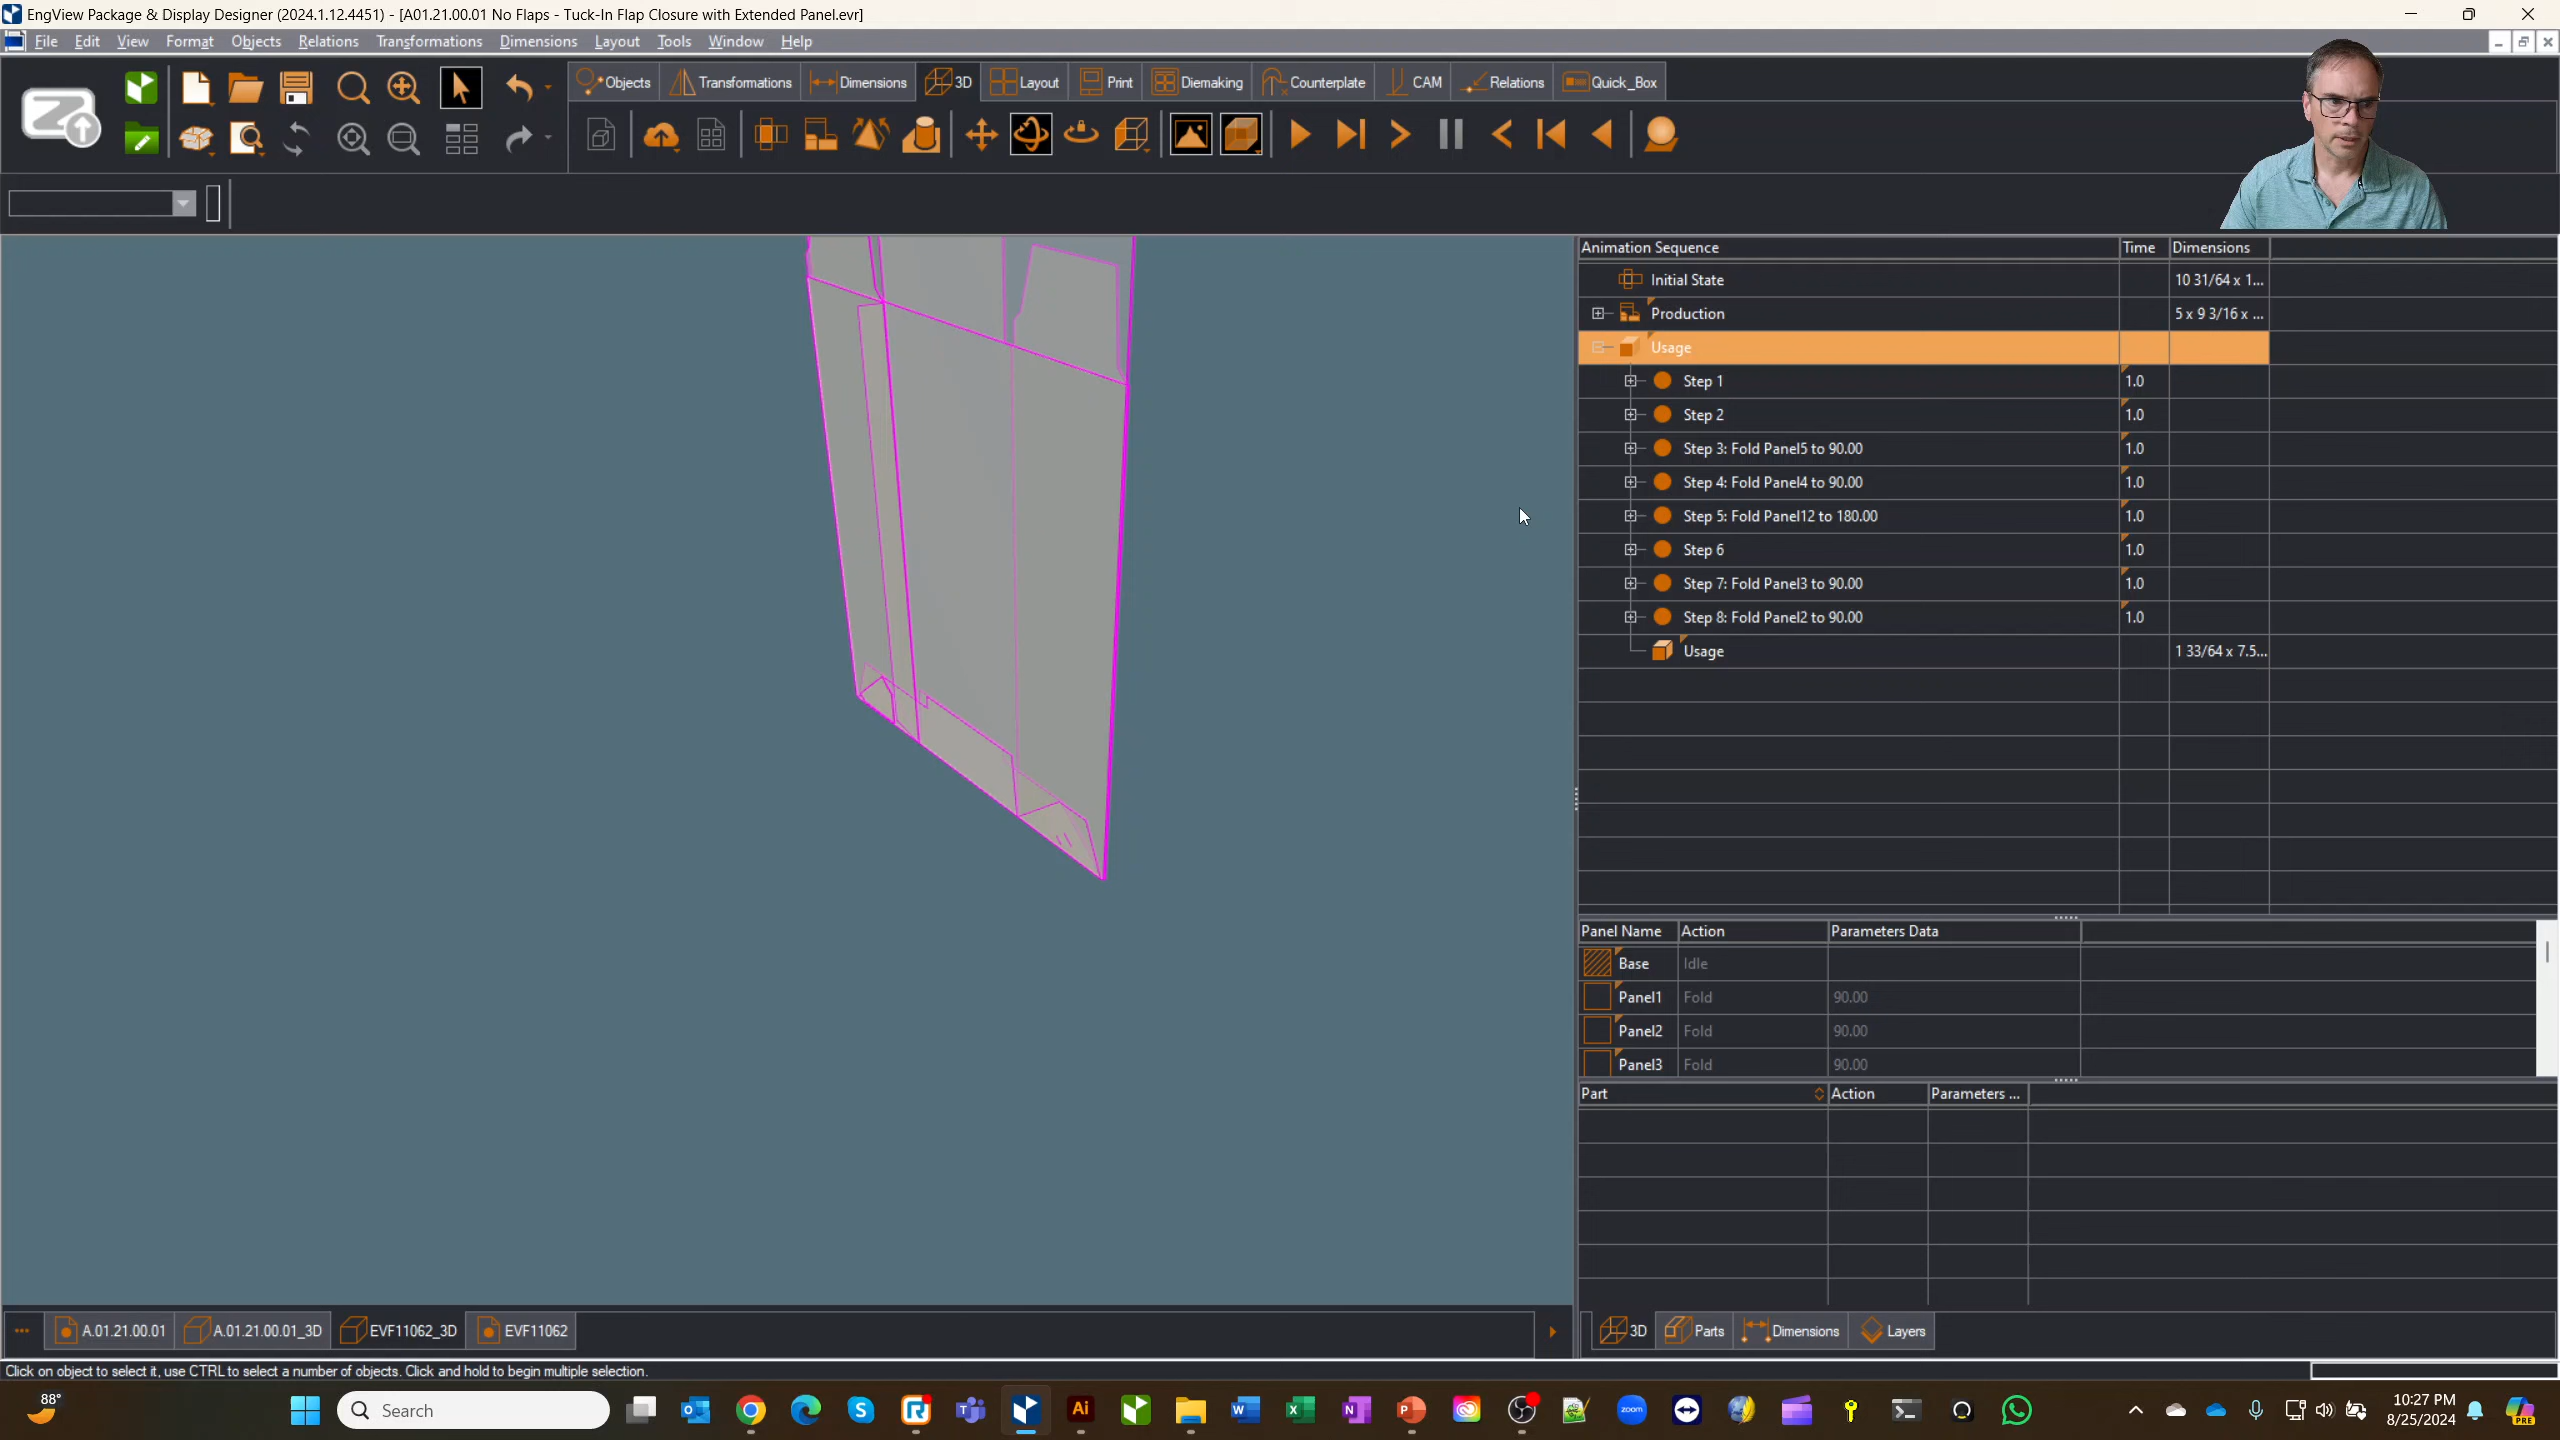 EngView Package & Display Designer (2024.1.12.4451) - [A01.21.00.01 No Flaps - Tuck-In Flap Closure with Extended Panel.evr]
File Edit View Format Objects Relations Transformations Dimensions Layout Tools Window Help
Objects Transformations Dimensions 3D Layout Print Diemaking Counterplate CAM Relations Quick_Box
Animation Sequence Time Dimensions
Initial State 10 31/64 x 1...
Production 5 x 9 3/16 x ...
Usage
Step 1 1.0
Step 2 1.0
Step 3: Fold Panel5 to 90.00 1.0
Step 4: Fold Panel4 to 90.00 1.0
Step 5: Fold Panel12 to 180.00 1.0
Step 6 1.0
Step 7: Fold Panel3 to 90.00 1.0
Step 8: Fold Panel2 to 90.00 1.0
Usage 1 33/64 x 7.5...
Panel Name Action Parameters Data
Base Idle
Panel1 Fold 90.00
Panel2 Fold 90.00
Panel3 Fold 90.00
Part Action Parameters ...
A.01.21.00.01 A.01.21.00.01_3D EVF11062_3D EVF11062
3D Parts Dimensions Layers
Click on object to select it, use CTRL to select a number of objects. Click and hold to begin multiple selection.
88°
Search
Ai
zoom
PRE
10:27 PM
8/25/2024